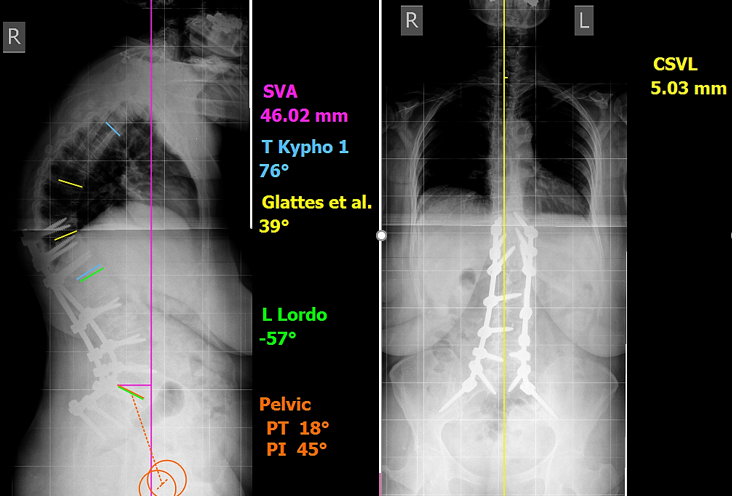 R
SVA
46.02 mm
T Kypho 1
76°
Glattes et al.
39°
L Lordo
-57°
Pelvic
PT 18°
PI 45°
R
L
CSVL
5.03 mm